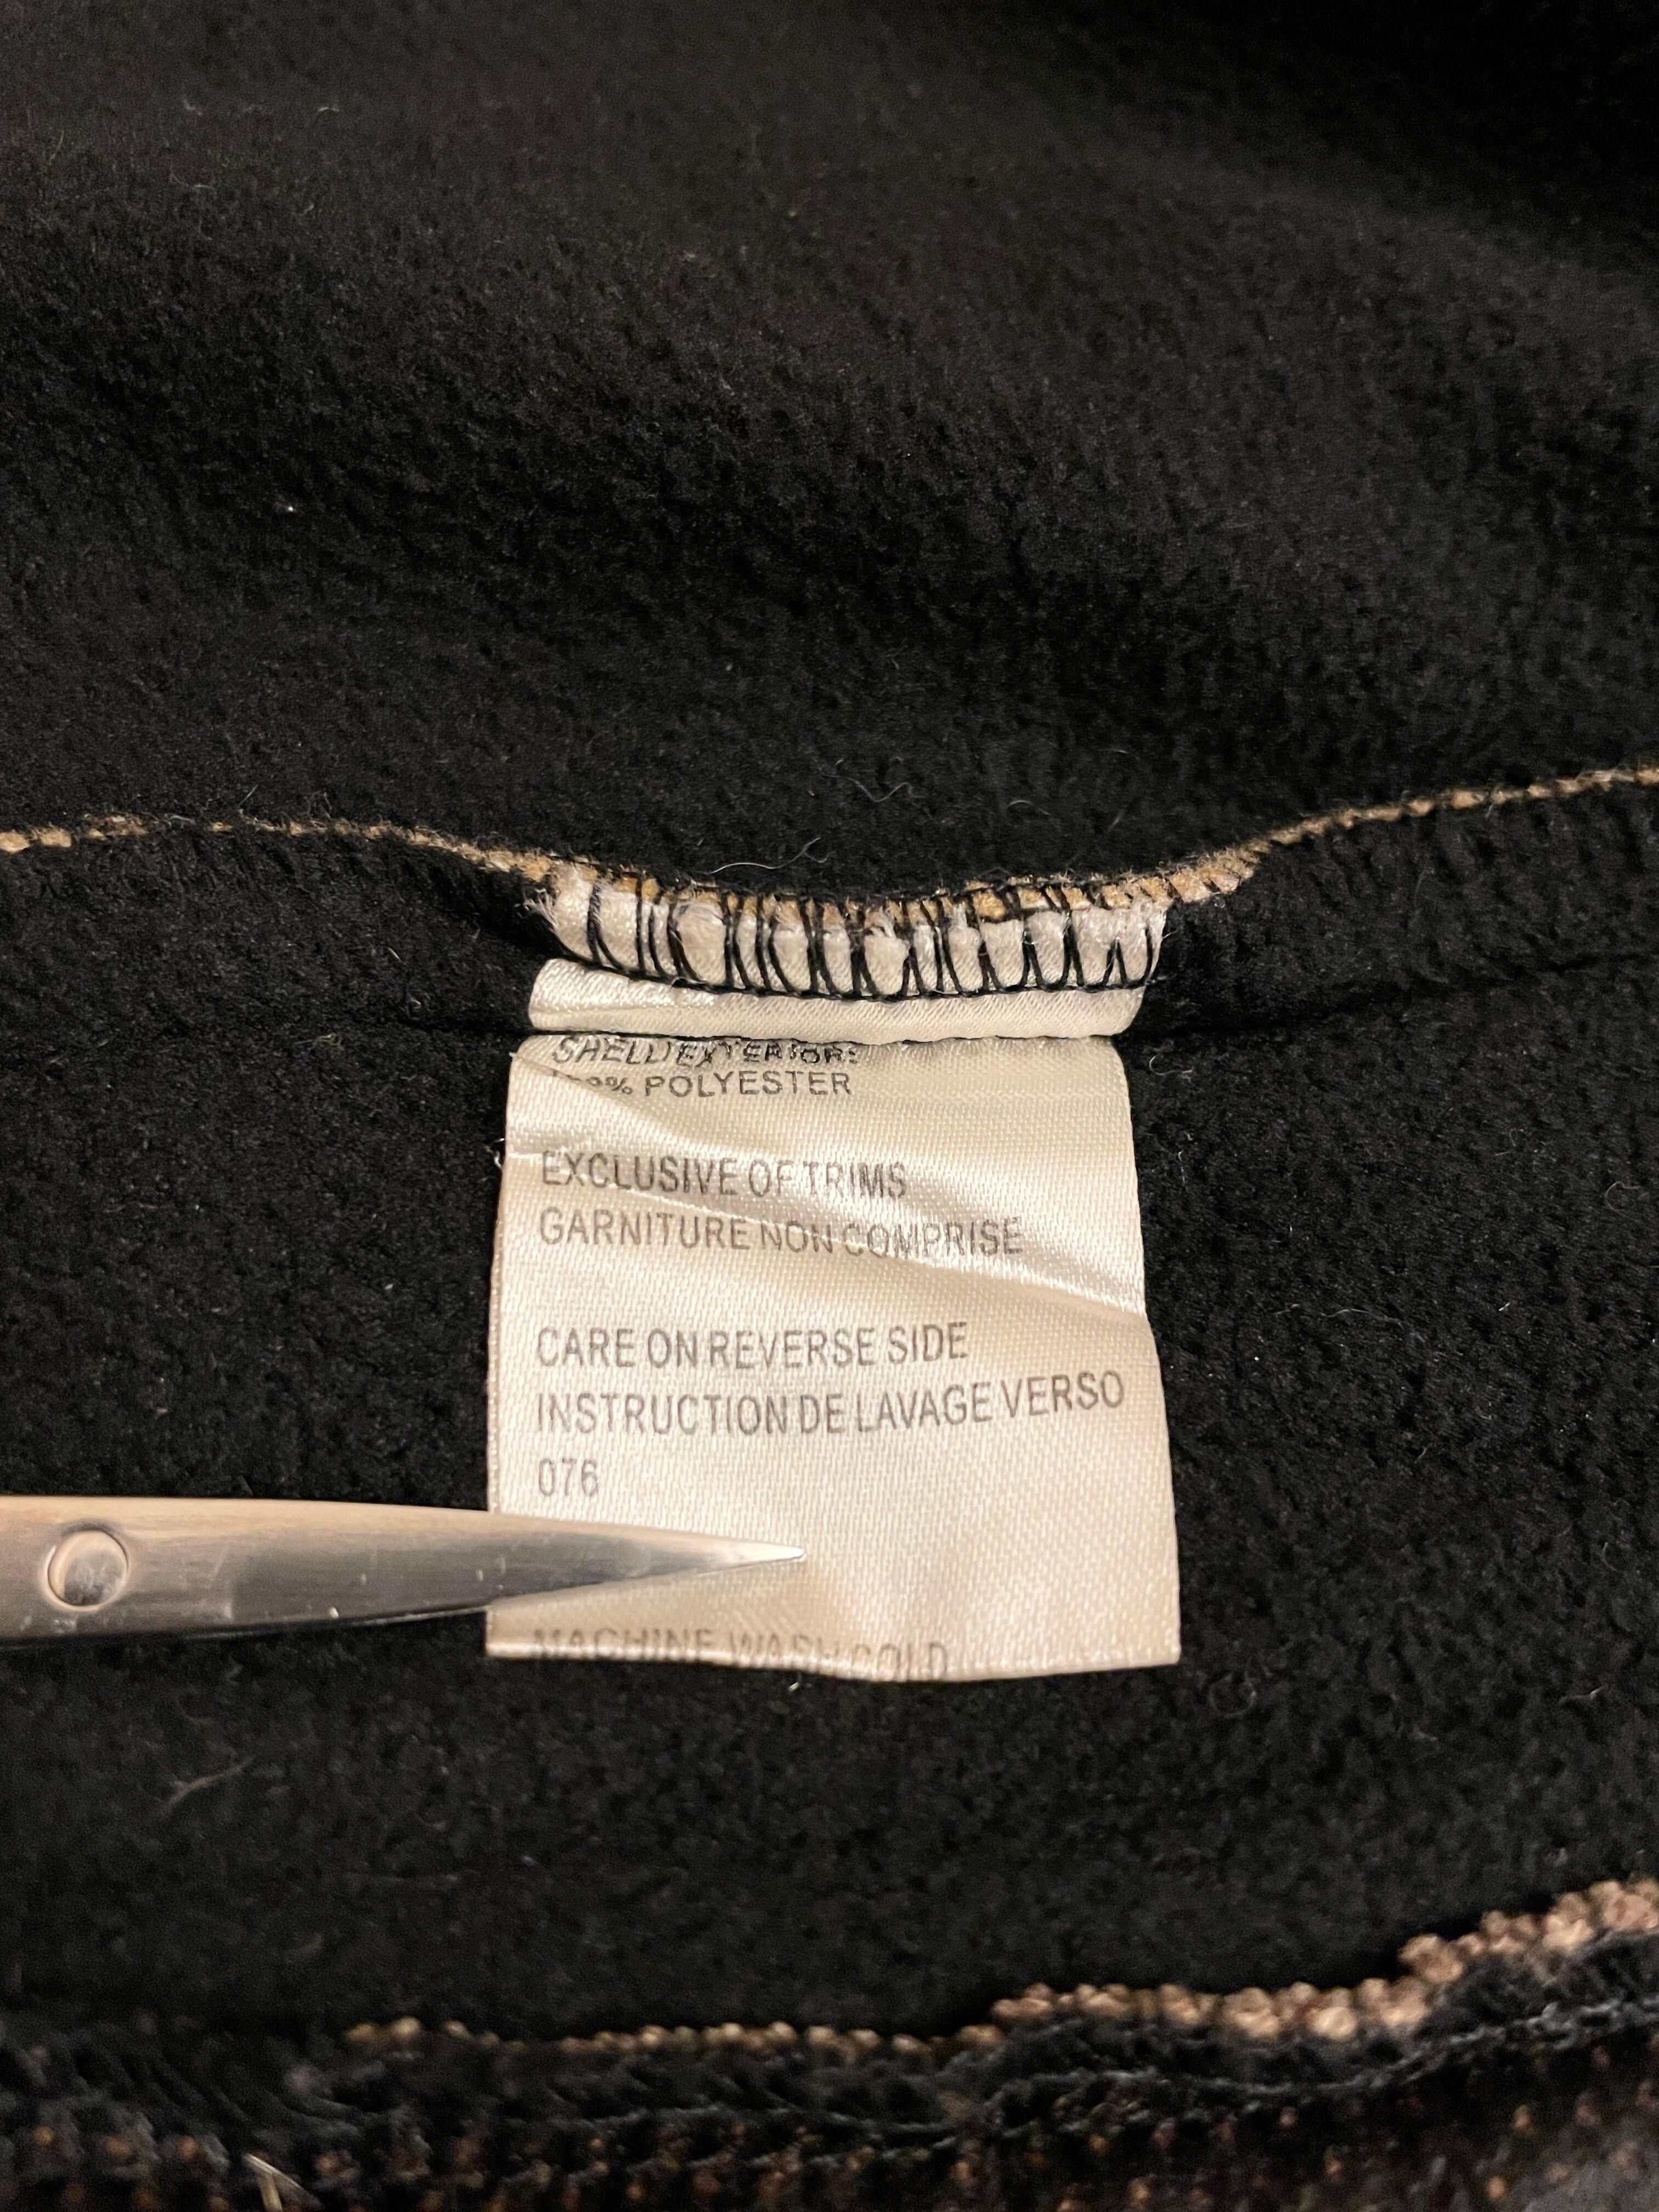 SHELL/EXTERIOR:
100% POLYESTER
EXCLUSIVE OF TRIMS
GARNITURE NON COMPRISE
CARE ON REVERSE SIDE
INSTRUCTION DE LAVAGE VERSO
076
MACHINE WASH COLD